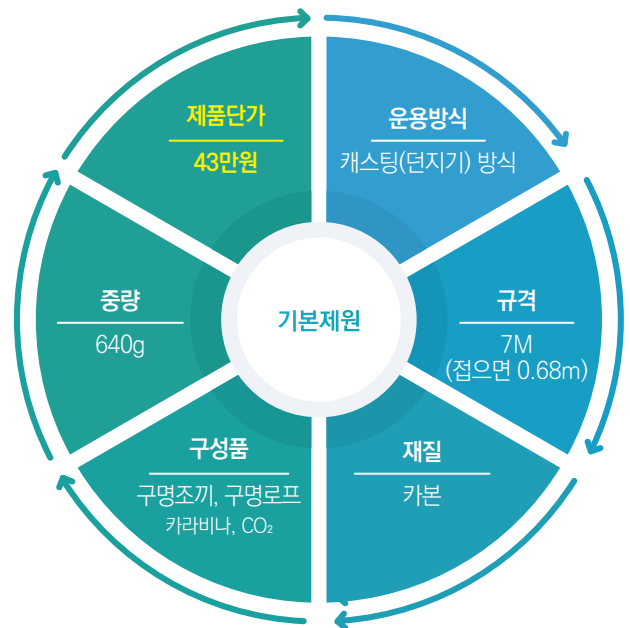 제품단가
43만원
운용방식
캐스팅(던지기) 방식
규격
7M
(접으면 0.68m)
재질
카본
구성품
구명조끼, 구명로프
카라비나, CO₂
중량
640g
기본제원